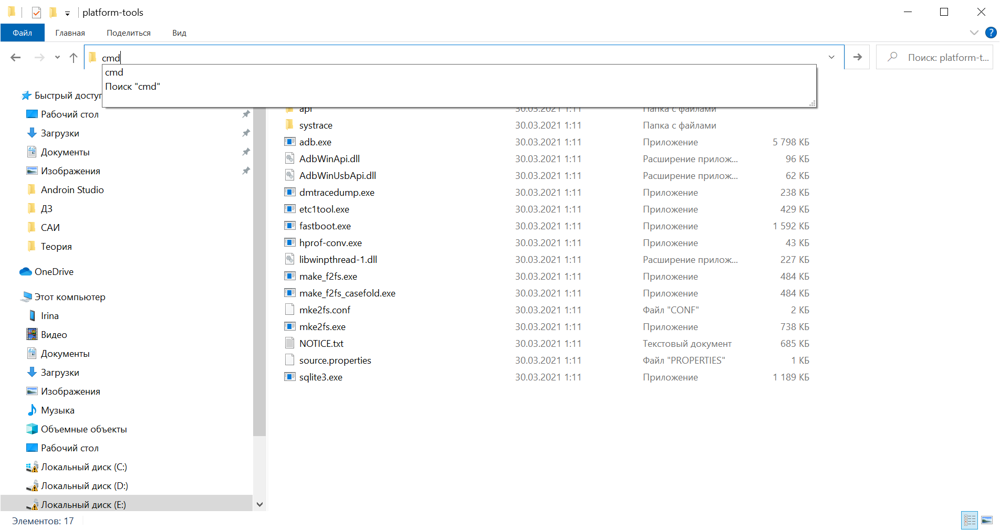 platform-tools
Файл Главная Поделиться Вид
cmd Поиск: platform-t...
cmd
Поиск "cmd"
Быстрый доступ
Рабочий стол
Загрузки
Документы
Изображения
Androin Studio
ДЗ
САИ
Теория
OneDrive
Этот компьютер
Irina
Видео
Документы
Загрузки
Изображения
Музыка
Объемные объекты
Рабочий стол
Локальный диск (C:)
Локальный диск (D:)
Локальный диск (E:)
api 30.03.2021 1:11 Папка с файлами
systrace 30.03.2021 1:11 Папка с файлами
adb.exe 30.03.2021 1:11 Приложение 5 798 КБ
AdbWinApi.dll 30.03.2021 1:11 Расширение прилож... 96 КБ
AdbWinUsbApi.dll 30.03.2021 1:11 Расширение прилож... 62 КБ
dmtracedump.exe 30.03.2021 1:11 Приложение 238 КБ
etc1tool.exe 30.03.2021 1:11 Приложение 429 КБ
fastboot.exe 30.03.2021 1:11 Приложение 1 592 КБ
hprof-conv.exe 30.03.2021 1:11 Приложение 43 КБ
libwinpthread-1.dll 30.03.2021 1:11 Расширение прилож... 227 КБ
make_f2fs.exe 30.03.2021 1:11 Приложение 484 КБ
make_f2fs_casefold.exe 30.03.2021 1:11 Приложение 484 КБ
mke2fs.conf 30.03.2021 1:11 Файл "CONF" 2 КБ
mke2fs.exe 30.03.2021 1:11 Приложение 738 КБ
NOTICE.txt 30.03.2021 1:11 Текстовый документ 685 КБ
source.properties 30.03.2021 1:11 Файл "PROPERTIES" 1 КБ
sqlite3.exe 30.03.2021 1:11 Приложение 1 189 КБ
Элементов: 17